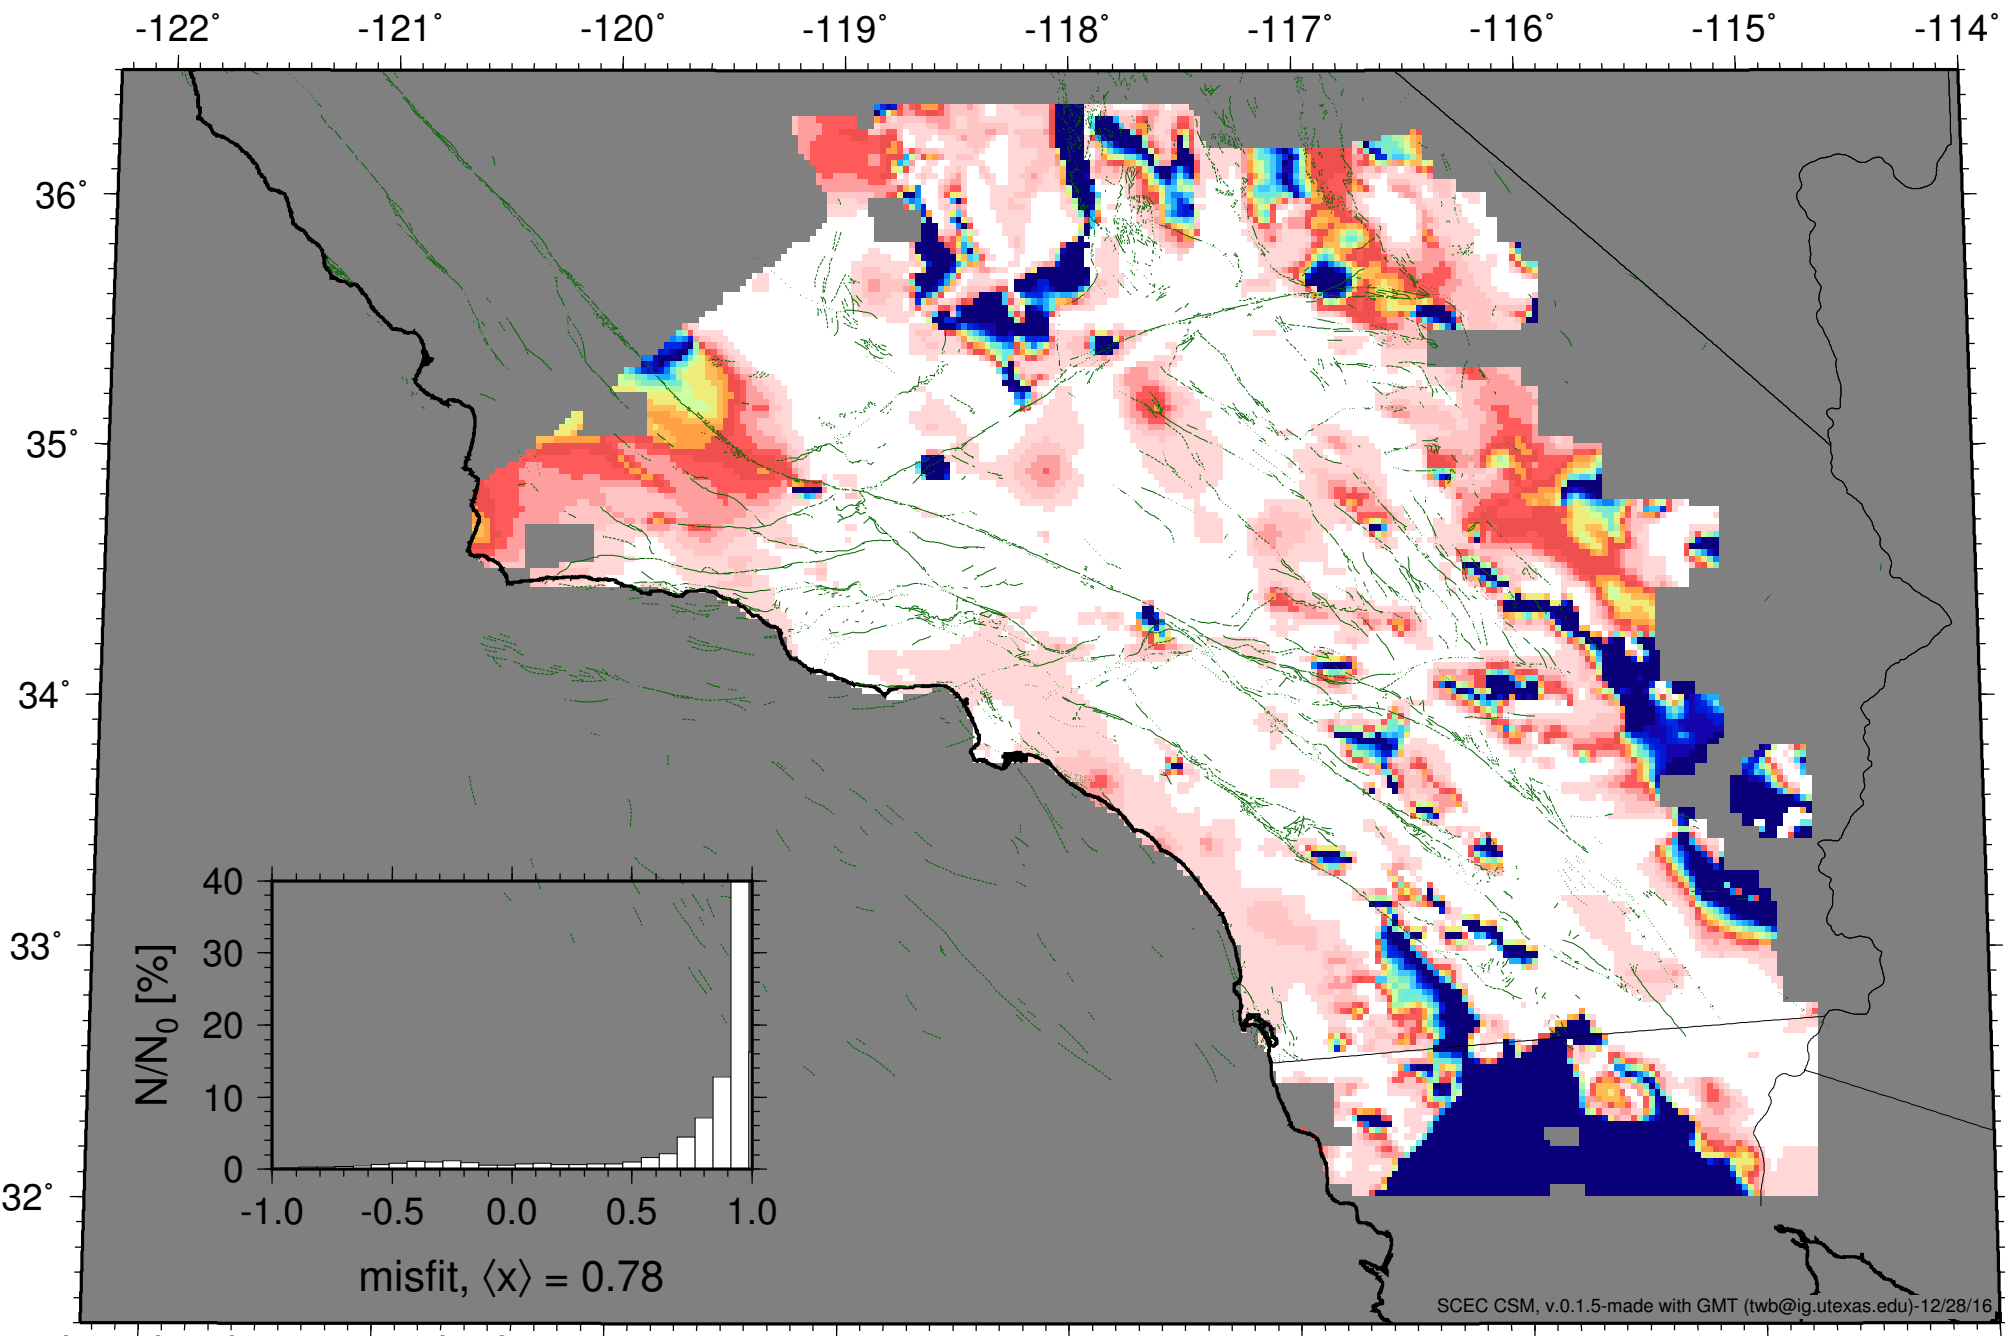 -122° -121° -120° -119° -118° -117° -116° -115° -114°
36°
35°
34°
33°
32°
40
30
20
10
0
N/N0 [%]
-1.0 -0.5 0.0 0.5 1.0
misfit, ⟨x⟩ = 0.78
SCEC CSM, v.0.1.5-made with GMT (twb@ig.utexas.edu)-12/28/16